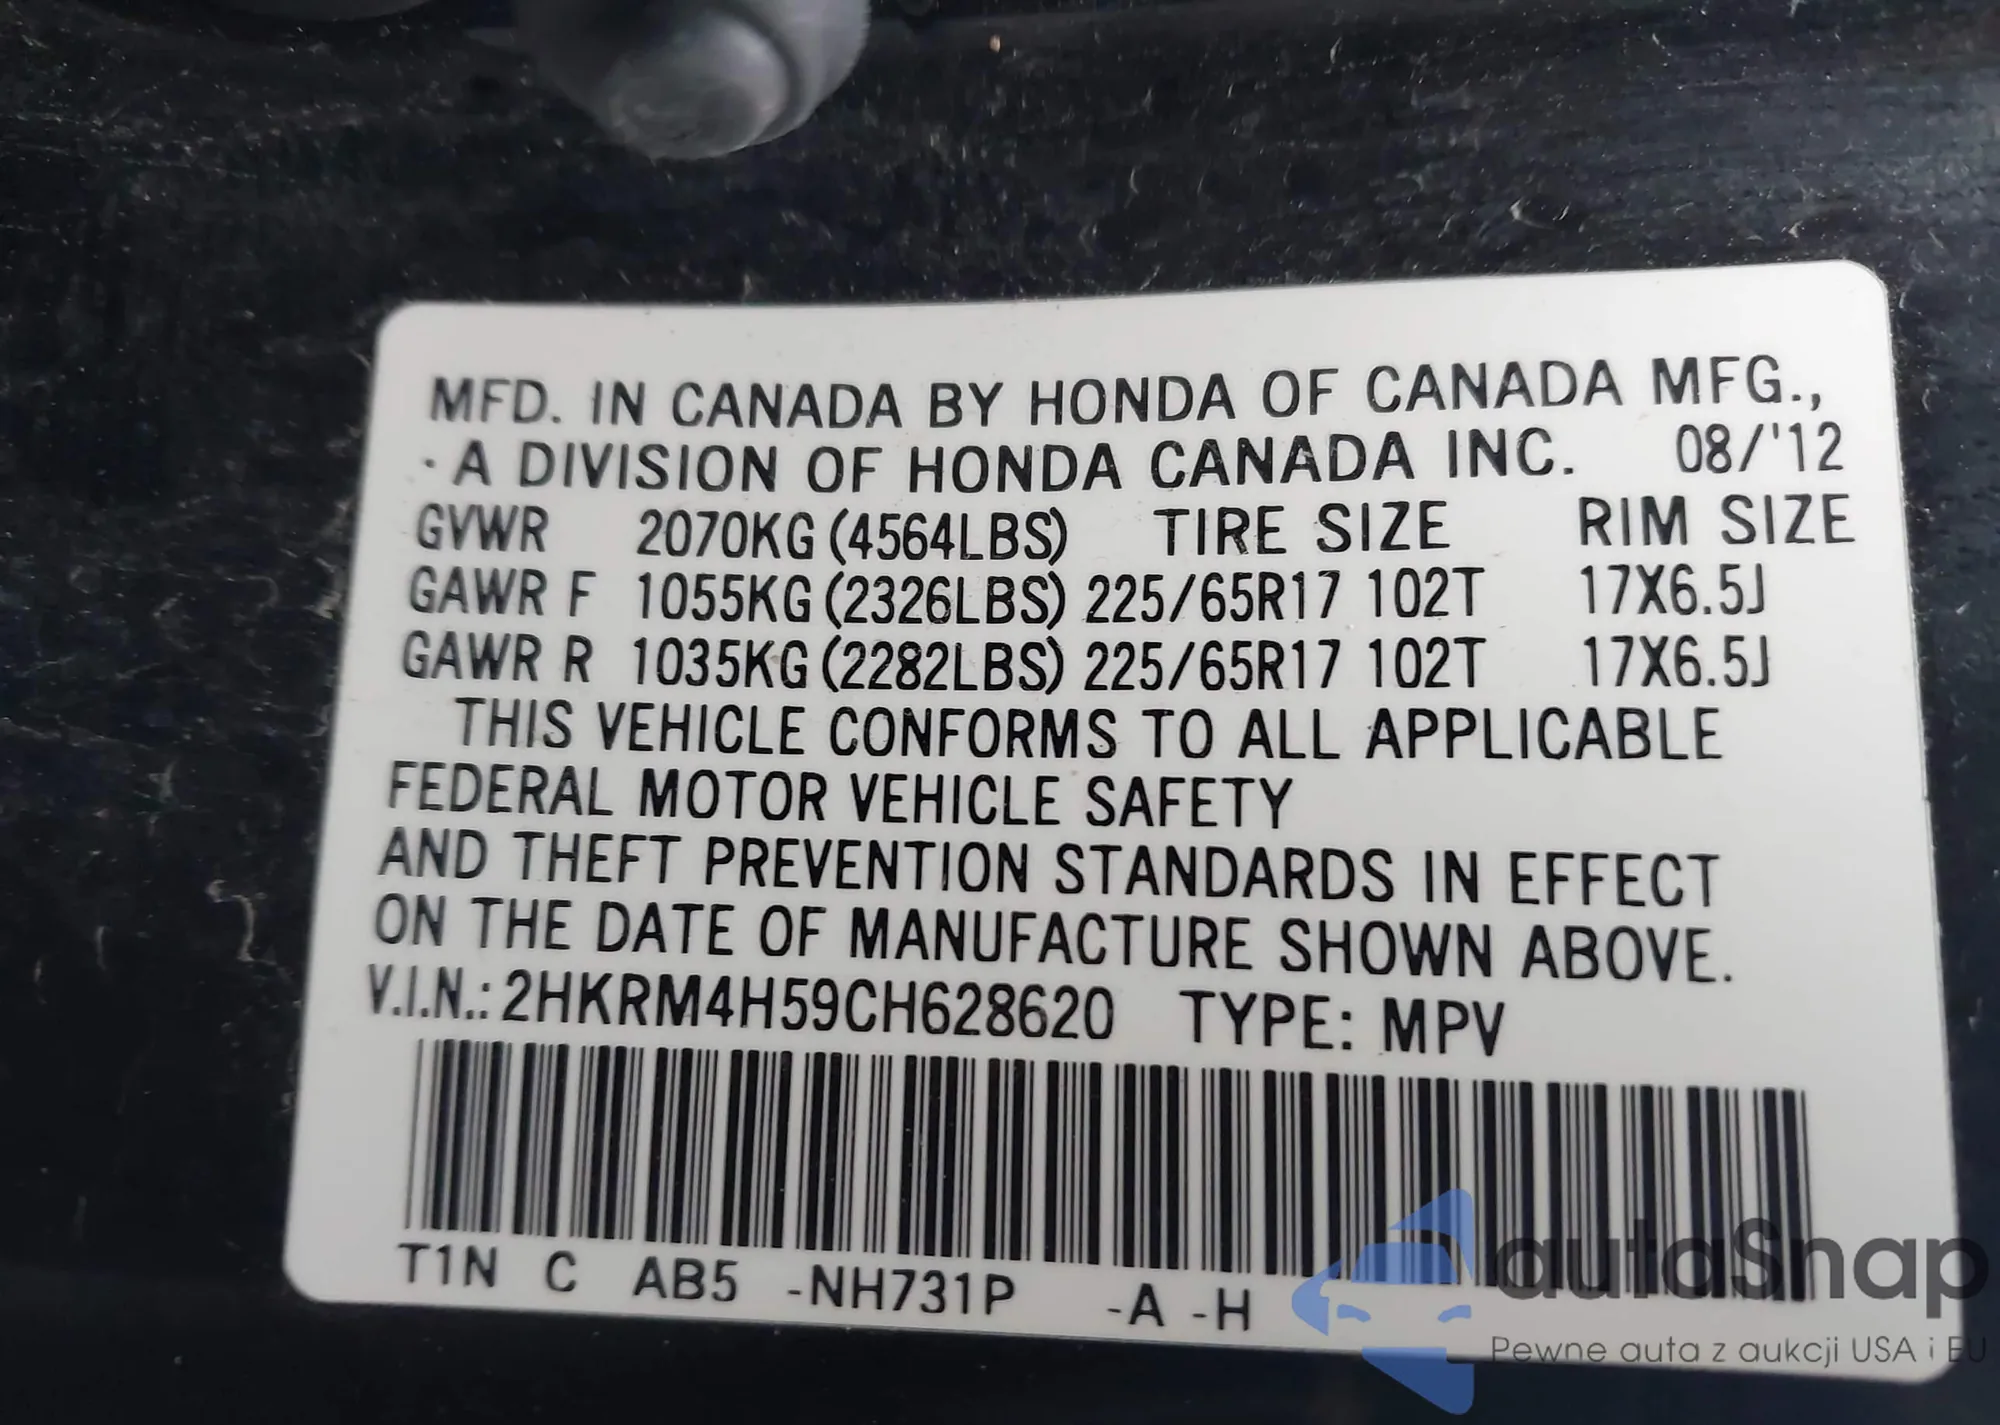 MFD. IN CANADA BY HONDA OF CANADA MFG.,
· A DIVISION OF HONDA CANADA INC. 08/'12
GVWR 2070KG (4564LBS) TIRE SIZE RIM SIZE
GAWR F 1055KG (2326LBS) 225/65R17 102T 17X6.5J
GAWR R 1035KG (2282LBS) 225/65R17 102T 17X6.5J
THIS VEHICLE CONFORMS TO ALL APPLICABLE
FEDERAL MOTOR VEHICLE SAFETY
AND THEFT PREVENTION STANDARDS IN EFFECT
ON THE DATE OF MANUFACTURE SHOWN ABOVE.
V.I.N.: 2HKRM4H59CH628620 TYPE: MPV
T1N C AB5 -NH731P -A -H
autaSnap
Pewne auta z aukcji USA i EU